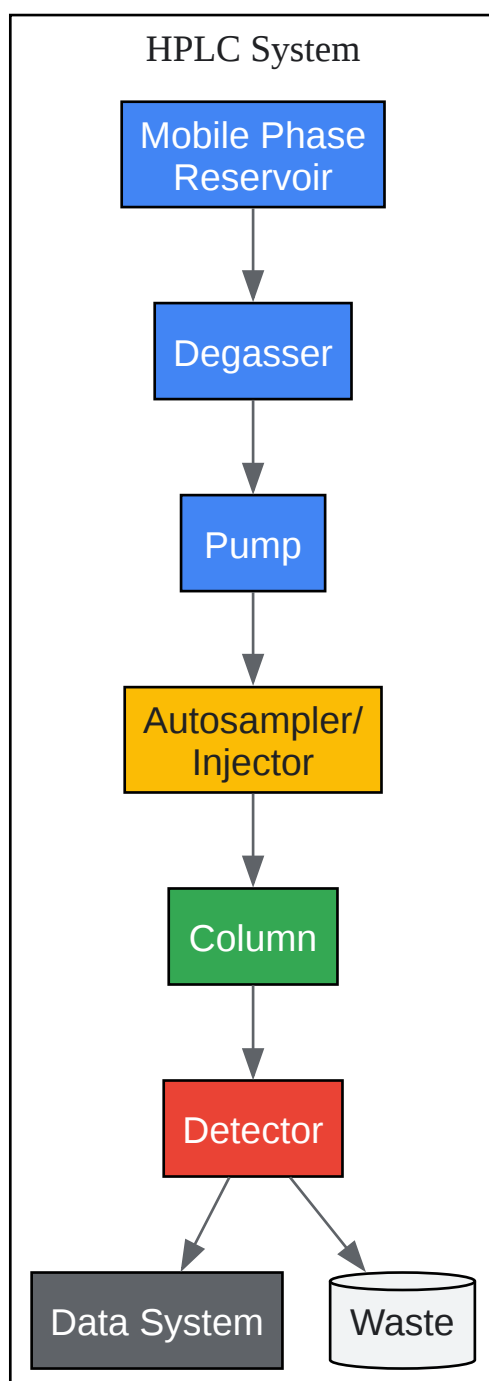 HPLC System
Mobile Phase
Reservoir
Degasser
Pump
Autosampler/
Injector
Column
Detector
Data System
Waste